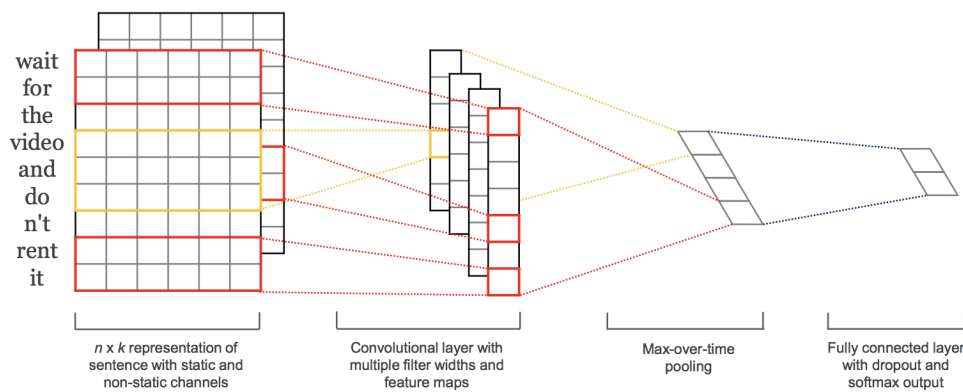 wait
for
the
video
and
do
n't
rent
it
n x k representation of
sentence with static and
non-static channels
Convolutional layer with
multiple filter widths and
feature maps
Max-over-time
pooling
Fully connected layer
with dropout and
softmax output